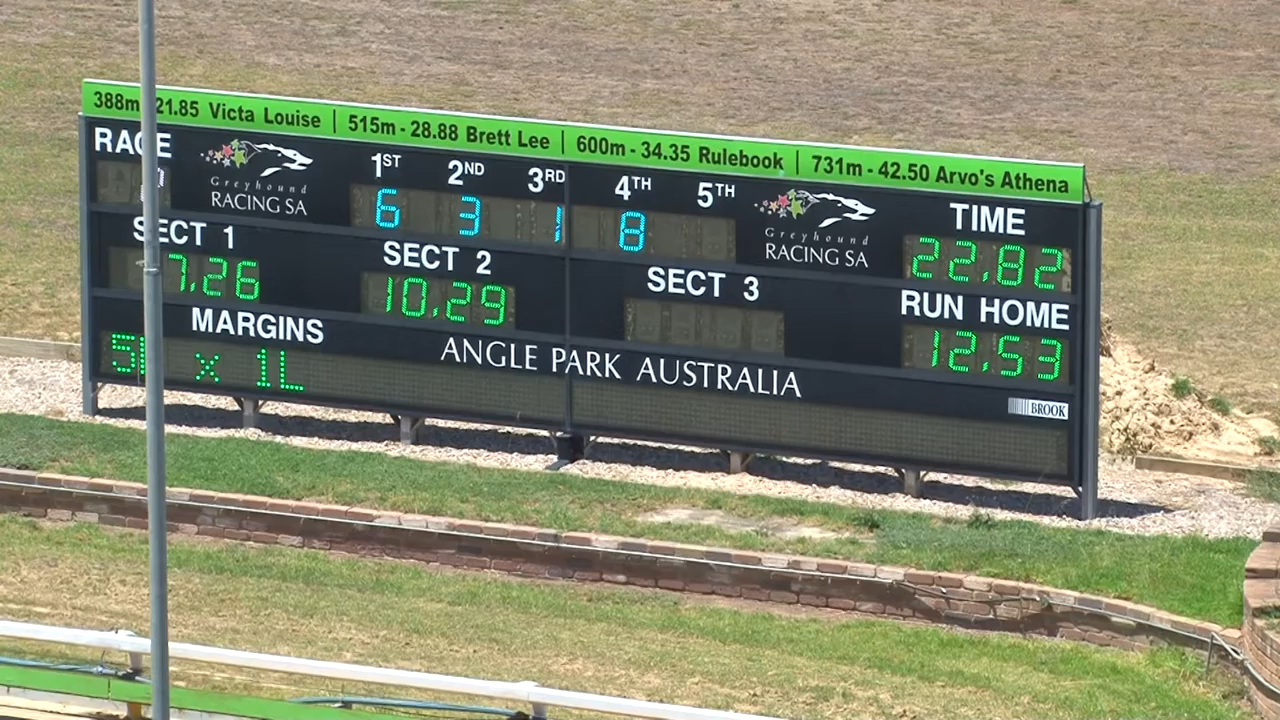 388m 21.85 Victa Louise | 515m - 28.88 Brett Lee | 600m - 34.35 Rulebook | 731m - 42.50 Arvo's Athena
RACE
Greyhound
RACING SA
1ST 2ND 3RD 4TH 5TH
6 3 1 8
Greyhound
RACING SA
TIME
22.82
SECT 1
7.26
SECT 2
10.29
SECT 3
RUN HOME
12.53
MARGINS
5 x 1L
ANGLE PARK AUSTRALIA
BROOK